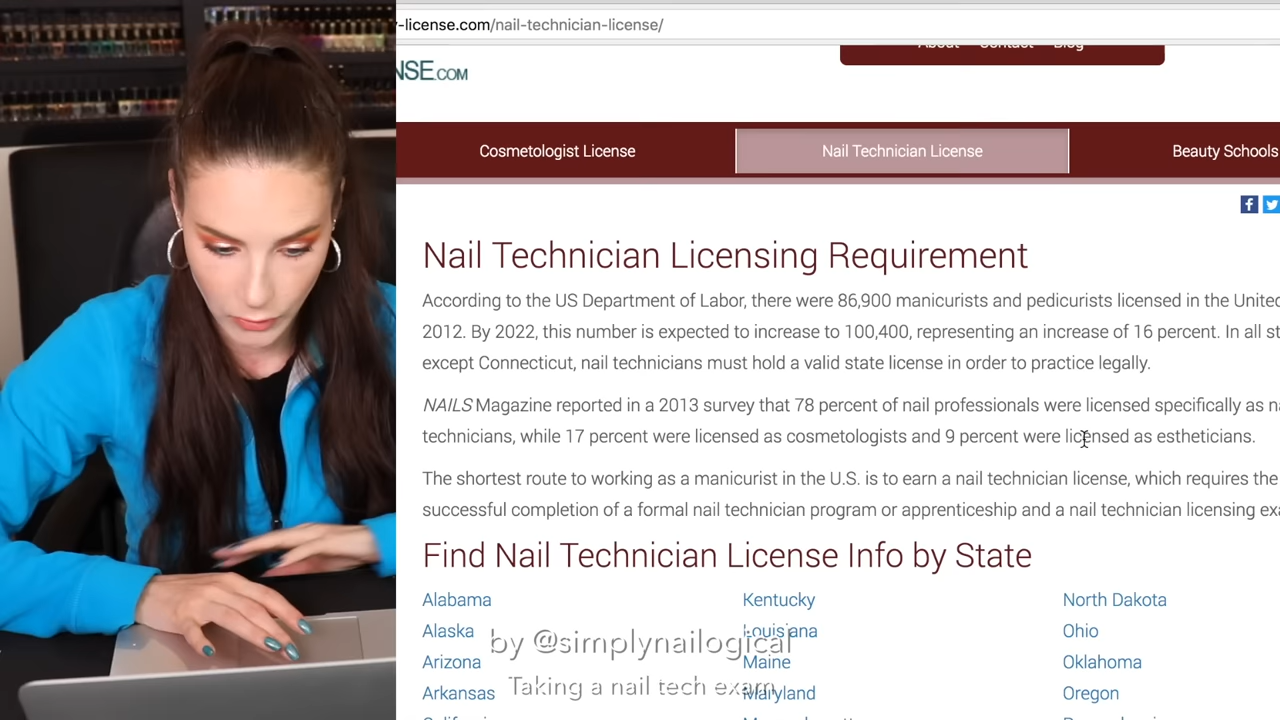 -license.com/nail-technician-license/
About Contact Blog
NSE.COM
Cosmetologist License
Nail Technician License
Beauty Schools
Nail Technician Licensing Requirement
According to the US Department of Labor, there were 86,900 manicurists and pedicurists licensed in the United
2012. By 2022, this number is expected to increase to 100,400, representing an increase of 16 percent. In all
except Connecticut, nail technicians must hold a valid state license in order to practice legally.
NAILS Magazine reported in a 2013 survey that 78 percent of nail professionals were licensed specifically as
technicians, while 17 percent were licensed as cosmetologists and 9 percent were licensed as estheticians.
The shortest route to working as a manicurist in the U.S. is to earn a nail technician license, which requires the
successful completion of a formal nail technician program or apprenticeship and a nail technician licensing
Find Nail Technician License Info by State
Alabama
Kentucky
North Dakota
Alaska
Louisiana
Ohio
Arizona
Maine
Oklahoma
Arkansas
Maryland
Oregon
by @simplynailogical
Taking a nail tech exam